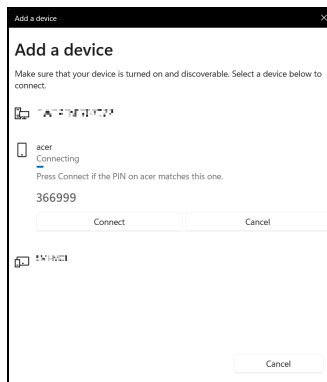 Add a device
Add a device
Make sure that your device is turned on and discoverable. Select a device below to
connect.
acer
Connecting
Press Connect if the PIN on acer matches this one.
366999
Connect Cancel
Cancel